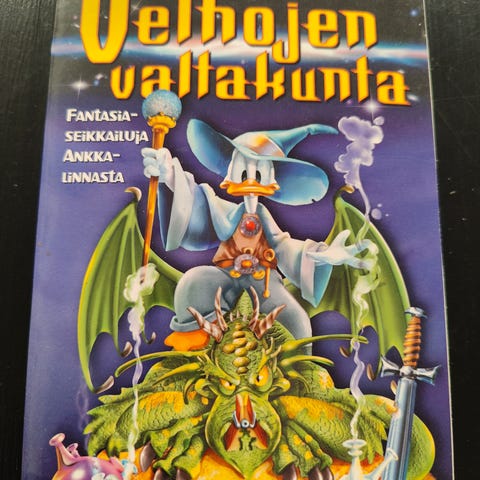 Velhojen
valtakunta
FANTASIA-
SEIKKAILUJA
ANKKA-
LINNASTA